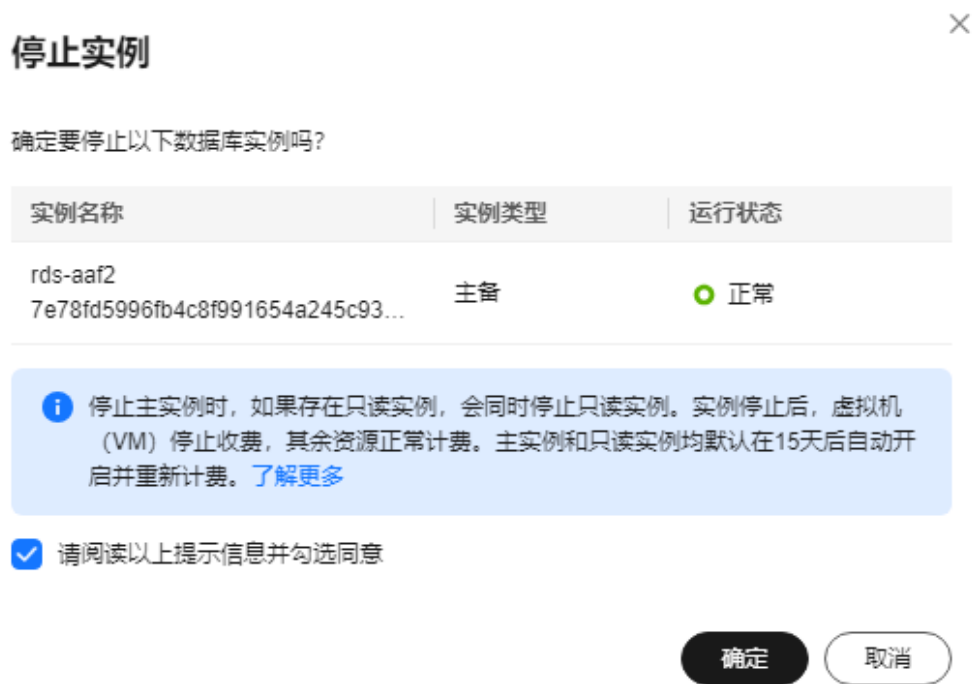 停止实例
确定要停止以下数据库实例吗?
实例名称 实例类型 运行状态
rds-aaf2
7e78fd5996fb4c8f991654a245c93...
主备 正常
停止主实例时，如果存在只读实例，会同时停止只读实例。实例停止后，虚拟机
（VM）停止收费，其余资源正常计费。主实例和只读实例均默认在15天后自动开
启并重新计费。了解更多
请阅读以上提示信息并勾选同意
确定 取消